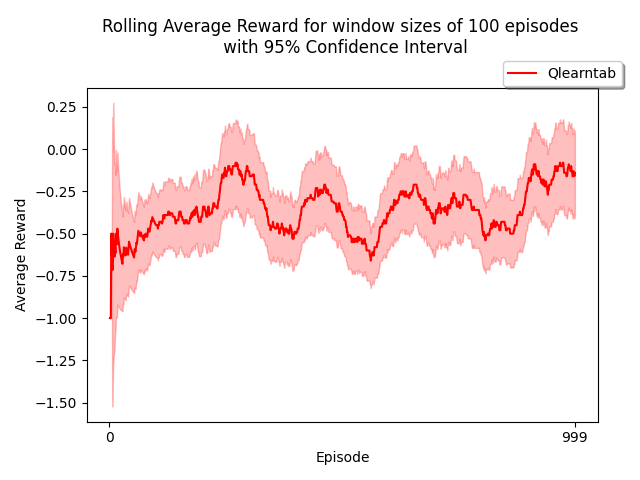 Rolling Average Reward for window sizes of 100 episodes
with 95% Confidence Interval
Qlearntab
0.25
0.00
−0.25
−0.50
−0.75
−1.00
−1.25
−1.50
Average Reward
0
999
Episode